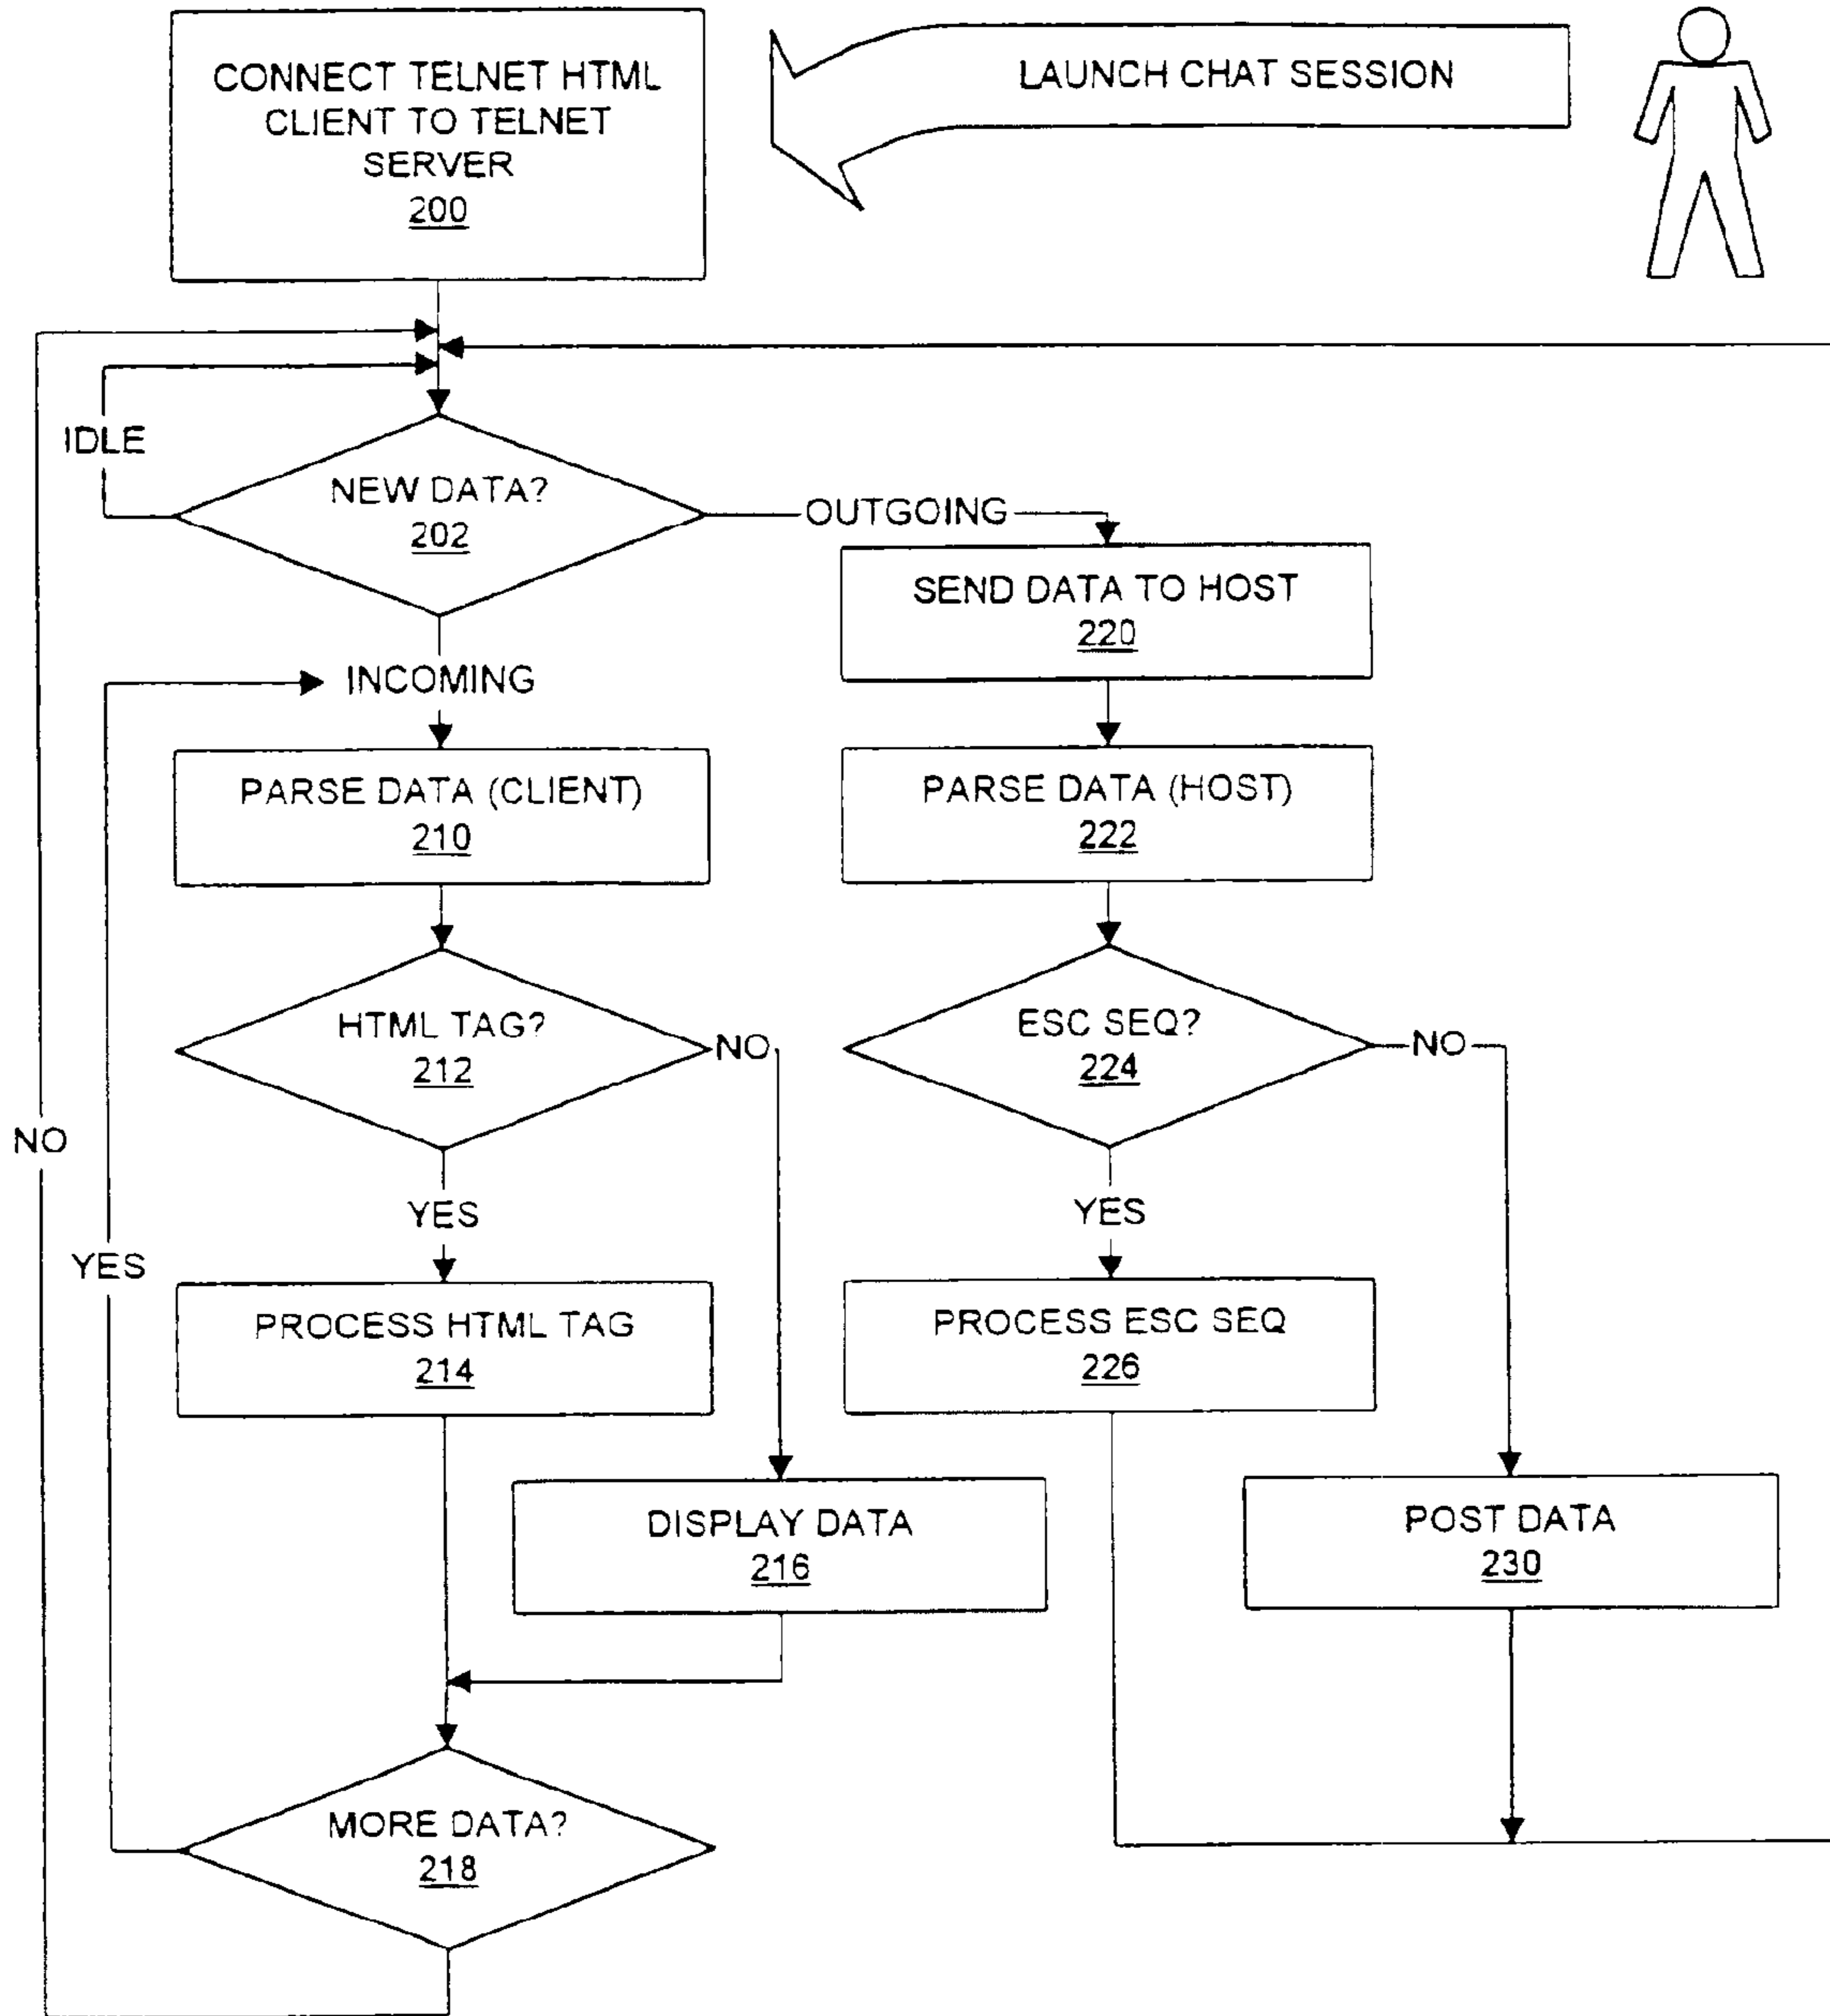 CONNECT TELNET HTML
CLIENT TO TELNET
SERVER
200
LAUNCH CHAT SESSION
IDLE
NEW DATA?
202
OUTGOING
SEND DATA TO HOST
220
INCOMING
PARSE DATA (CLIENT)
210
PARSE DATA (HOST)
222
HTML TAG?
212
NO
ESC SEQ?
224
NO
NO
YES
YES
YES
PROCESS HTML TAG
214
PROCESS ESC SEQ
226
DISPLAY DATA
216
POST DATA
230
MORE DATA?
218